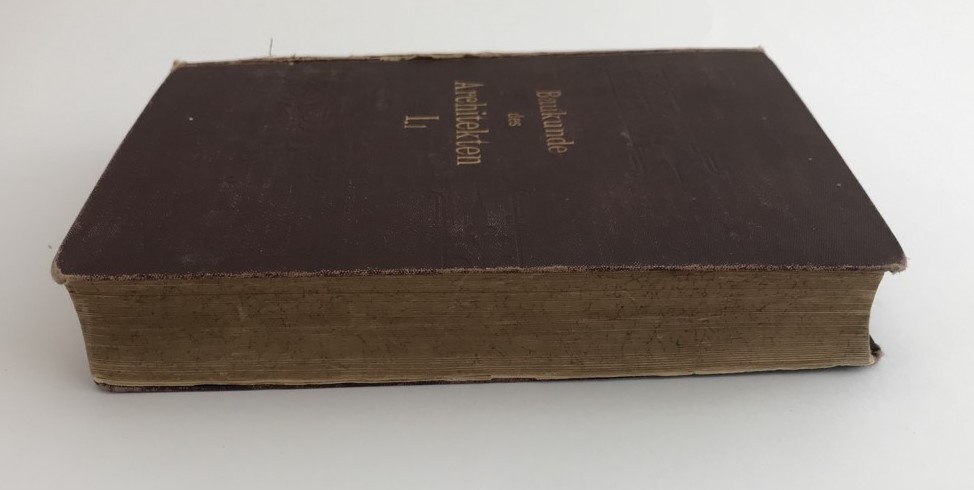 Baukunde
des
Architekten
I,1